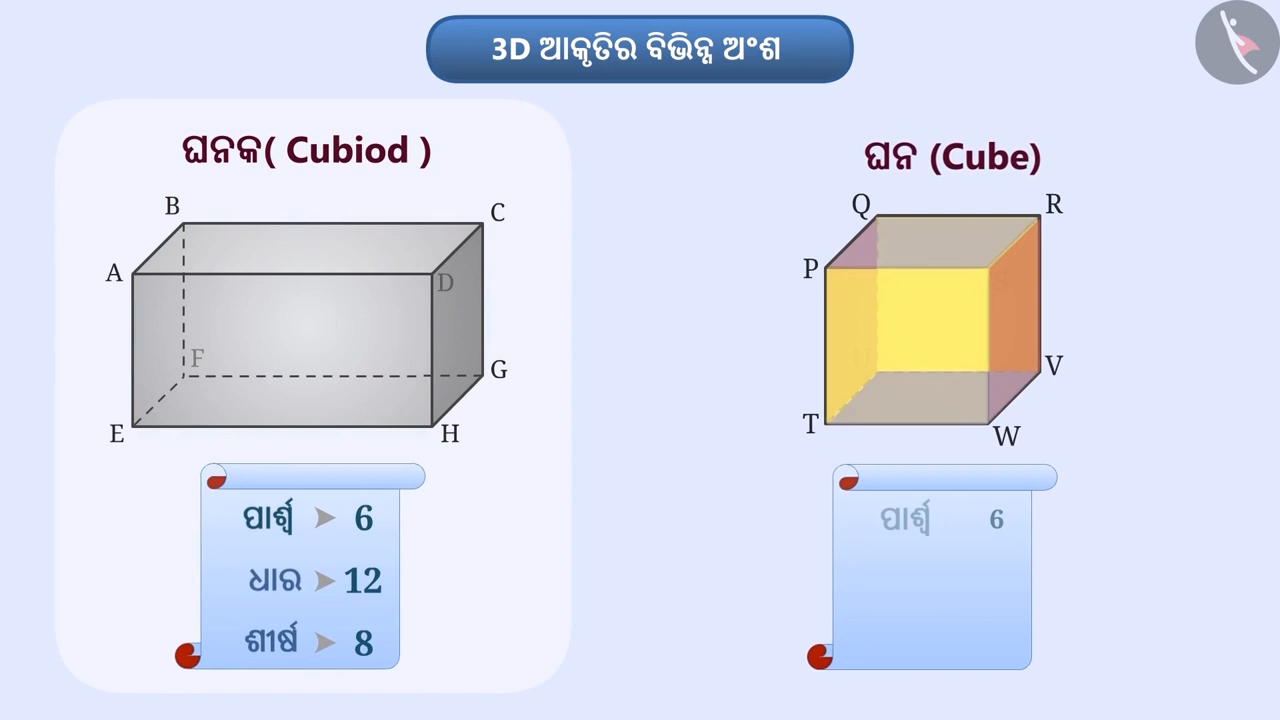 3D ଆକୃତିର ବିଭିନ୍ନ ଅଂଶ
ଘନକ( Cubiod )
B
C
A
D
F
G
E
H
ପାର୍ଶ୍ଵ ➤ 6
ଧାର ➤ 12
ଶୀର୍ଷ ➤ 8
ଘନ (Cube)
Q
R
P
V
T
W
ପାର୍ଶ୍ଵ 6